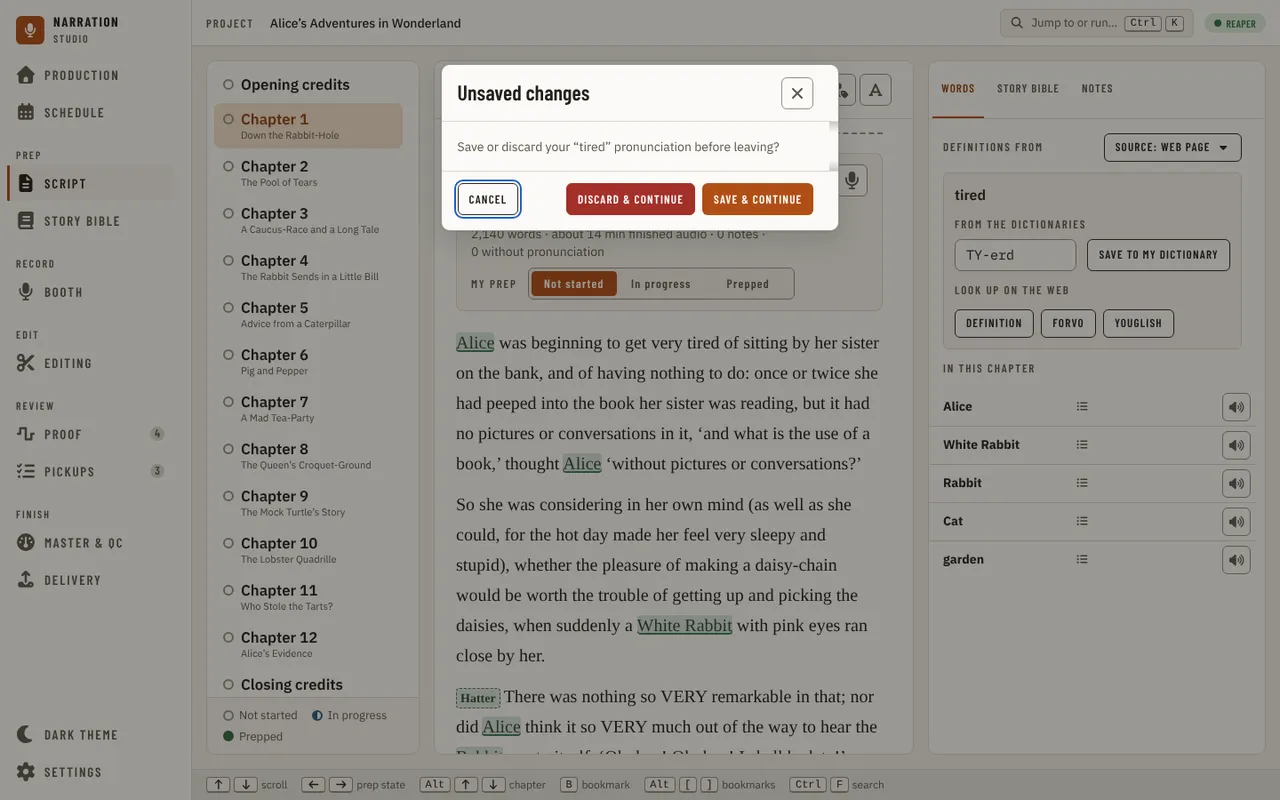 NARRATION
STUDIO
PRODUCTION
SCHEDULE
PREP
SCRIPT
STORY BIBLE
RECORD
BOOTH
EDIT
EDITING
REVIEW
PROOF 4
PICKUPS 3
FINISH
MASTER & QC
DELIVERY
DARK THEME
SETTINGS
PROJECT Alice’s Adventures in Wonderland
Jump to or run… Ctrl K
REAPER
Opening credits
Chapter 1
Down the Rabbit-Hole
Chapter 2
The Pool of Tears
Chapter 3
A Caucus-Race and a Long Tale
Chapter 4
The Rabbit Sends in a Little Bill
Chapter 5
Advice from a Caterpillar
Chapter 6
Pig and Pepper
Chapter 7
A Mad Tea-Party
Chapter 8
The Queen’s Croquet-Ground
Chapter 9
The Mock Turtle’s Story
Chapter 10
The Lobster Quadrille
Chapter 11
Who Stole the Tarts?
Chapter 12
Alice’s Evidence
Closing credits
Not started In progress
Prepped
Unsaved changes
Save or discard your “tired” pronunciation before leaving?
CANCEL DISCARD & CONTINUE SAVE & CONTINUE
A
2,140 words · about 14 min finished audio · 0 notes ·
0 without pronunciation
MY PREP Not started In progress Prepped
Alice was beginning to get very tired of sitting by her sister
on the bank, and of having nothing to do: once or twice she
had peeped into the book her sister was reading, but it had
no pictures or conversations in it, ‘and what is the use of a
book,’ thought Alice ‘without pictures or conversations?’
So she was considering in her own mind (as well as she
could, for the hot day made her feel very sleepy and
stupid), whether the pleasure of making a daisy-chain
would be worth the trouble of getting up and picking the
daisies, when suddenly a White Rabbit with pink eyes ran
close by her.
Hatter There was nothing so VERY remarkable in that; nor
did Alice think it so VERY much out of the way to hear the
WORDS STORY BIBLE NOTES
DEFINITIONS FROM SOURCE: WEB PAGE
tired
FROM THE DICTIONARIES
TY-erd SAVE TO MY DICTIONARY
LOOK UP ON THE WEB
DEFINITION FORVO YOUGLISH
IN THIS CHAPTER
Alice
White Rabbit
Rabbit
Cat
garden
↑ ↓ scroll ← → prep state Alt ↑ ↓ chapter B bookmark Alt [ ] bookmarks Ctrl F search